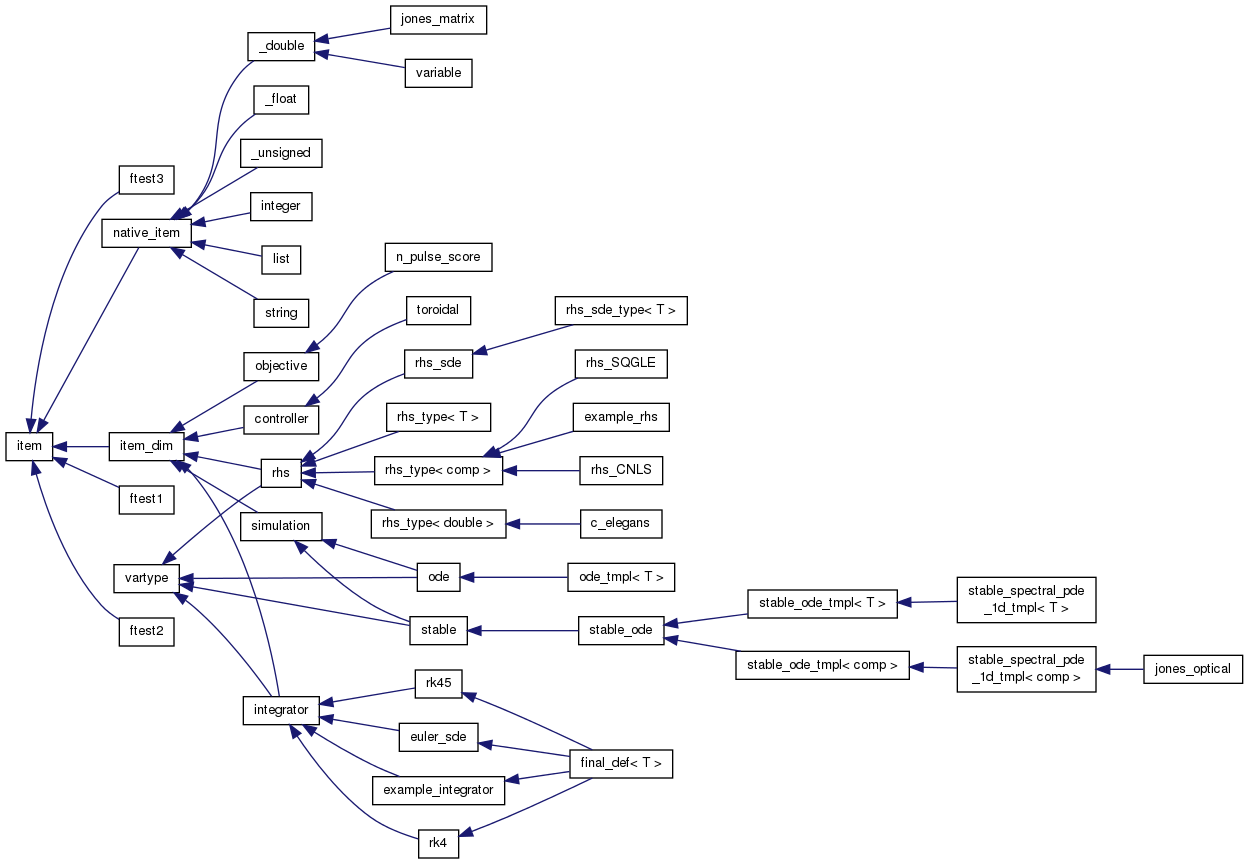 jones_matrix
_double
variable
_float
_unsigned
ftest3
integer
native_item
list
n_pulse_score
string
toroidal
rhs_sde_type< T >
objective
rhs_sde
rhs_SQGLE
controller
rhs_type< T >
example_rhs
item
item_dim
rhs
rhs_type< comp >
rhs_CNLS
ftest1
simulation
rhs_type< double >
c_elegans
vartype
ode
ode_tmpl< T >
stable_ode_tmpl< T >
stable_spectral_pde
_1d_tmpl< T >
ftest2
stable
stable_ode
stable_ode_tmpl< comp >
stable_spectral_pde
_1d_tmpl< comp >
jones_optical
rk45
integrator
euler_sde
final_def< T >
example_integrator
rk4